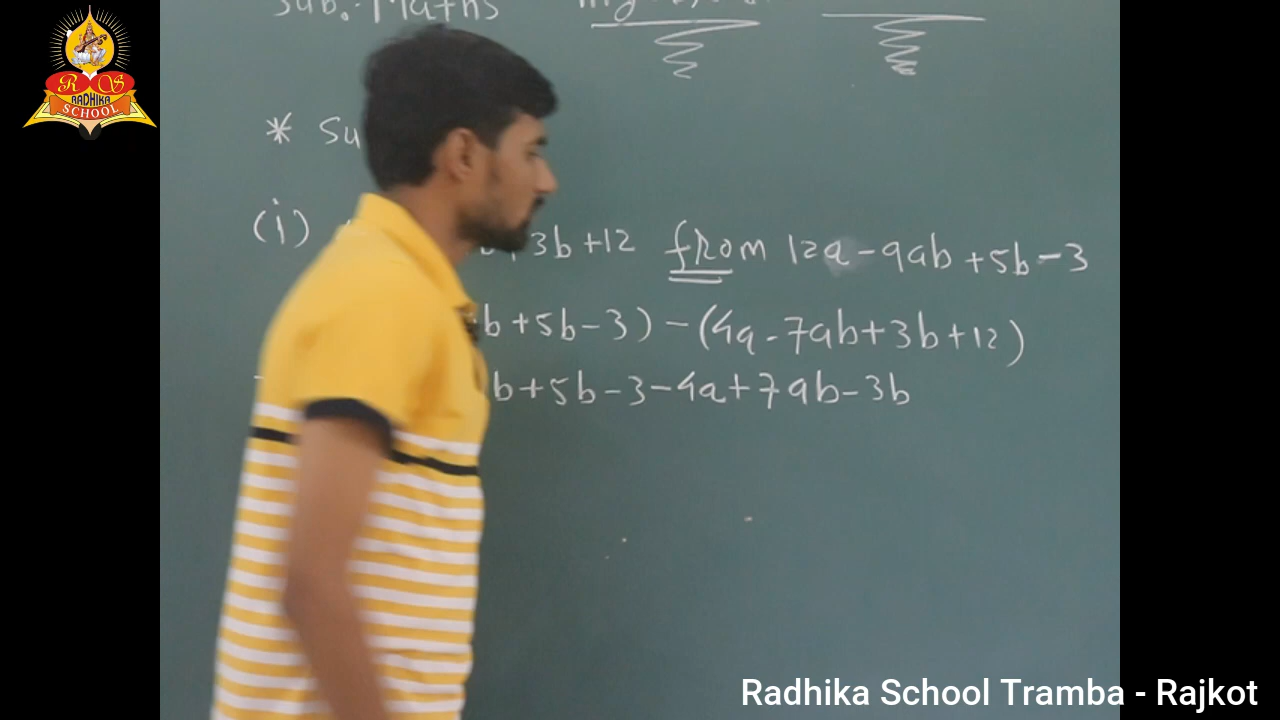 R S
RADHIKA
SCHOOL
Sub. Maths
* Su
(i) 3b +12 from 12a - 9ab + 5b - 3
b + 5b - 3) - (4a - 7ab + 3b + 12)
b + 5b - 3 - 4a + 7ab - 3b
Radhika School Tramba - Rajkot